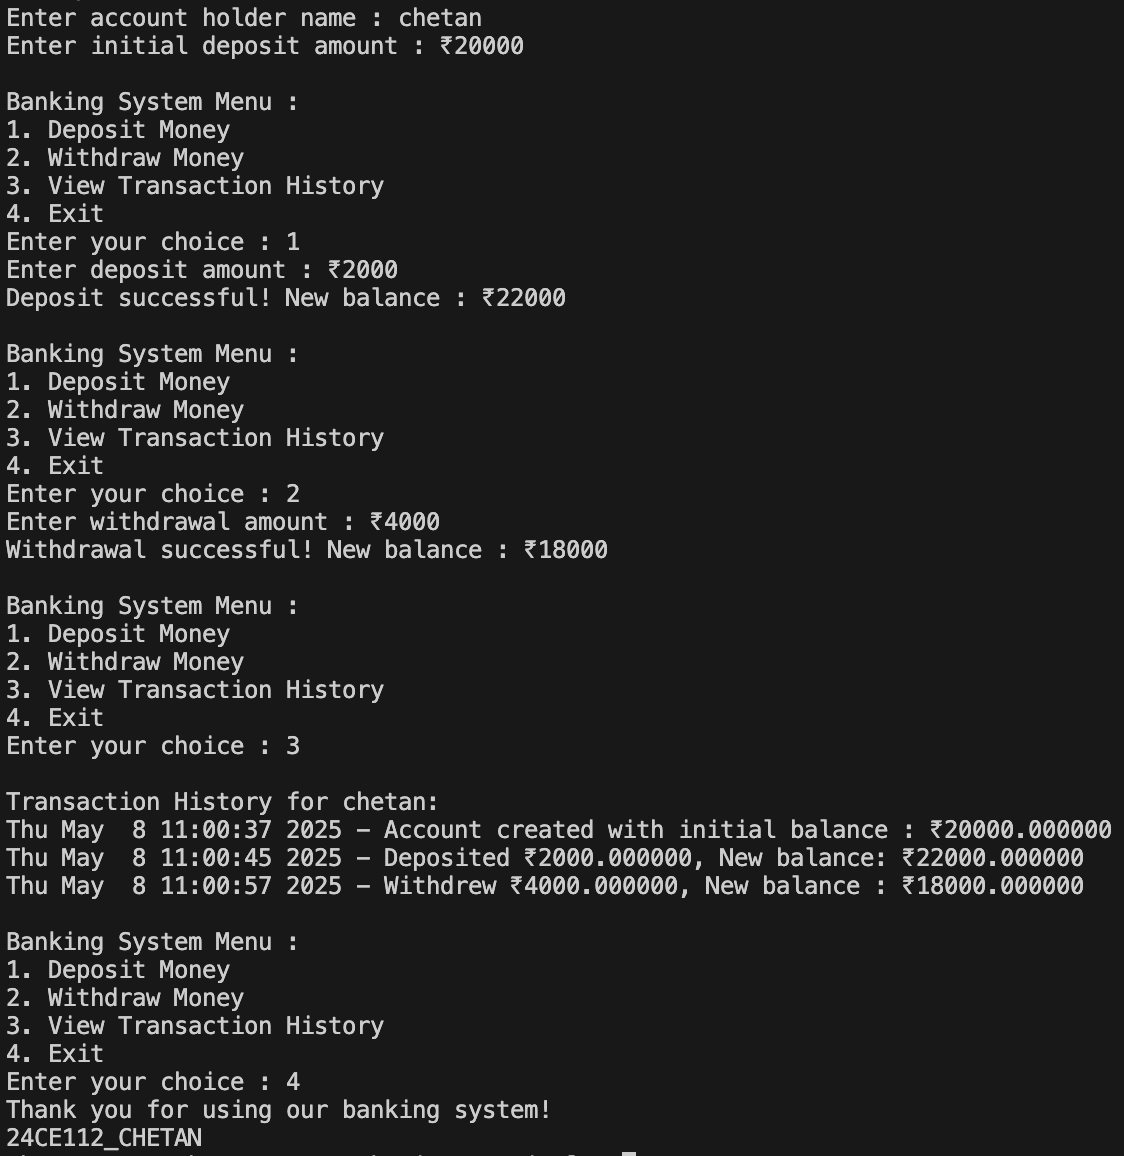 Enter account holder name : chetan
Enter initial deposit amount : ₹20000
Banking System Menu :
1. Deposit Money
2. Withdraw Money
3. View Transaction History
4. Exit
Enter your choice : 1
Enter deposit amount : ₹2000
Deposit successful! New balance : ₹22000
Banking System Menu :
1. Deposit Money
2. Withdraw Money
3. View Transaction History
4. Exit
Enter your choice : 2
Enter withdrawal amount : ₹4000
Withdrawal successful! New balance : ₹18000
Banking System Menu :
1. Deposit Money
2. Withdraw Money
3. View Transaction History
4. Exit
Enter your choice : 3
Transaction History for chetan:
Thu May  8 11:00:37 2025 – Account created with initial balance : ₹20000.000000
Thu May  8 11:00:45 2025 – Deposited ₹2000.000000, New balance: ₹22000.000000
Thu May  8 11:00:57 2025 – Withdrew ₹4000.000000, New balance : ₹18000.000000
Banking System Menu :
1. Deposit Money
2. Withdraw Money
3. View Transaction History
4. Exit
Enter your choice : 4
Thank you for using our banking system!
24CE112_CHETAN